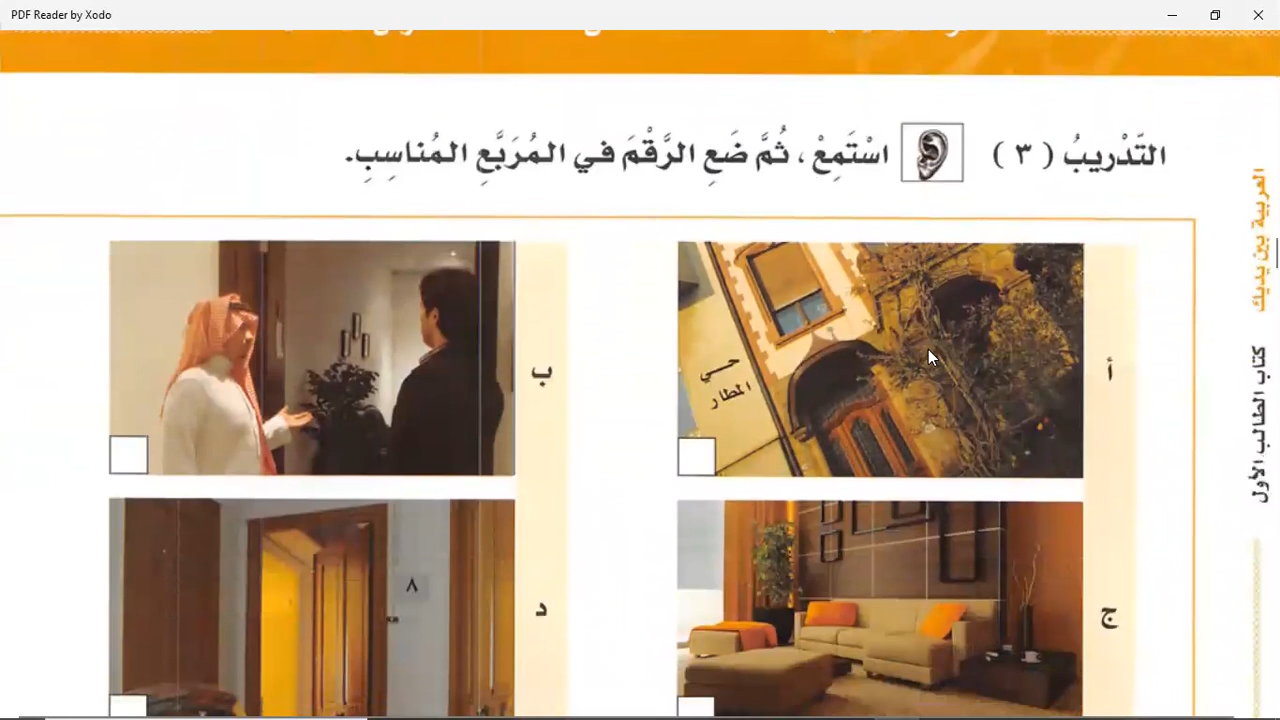 PDF Reader by Xodo
التّدْريبُ ( ٣ ) اسْتَمِعْ ، ثُمَّ ضَعِ الرَّقْمَ في المُرَبَّعِ المُناسِبِ.
أ
حي
المطار
ب
ج
د
٨
العربية بين يديك
كتاب الطالب الأول